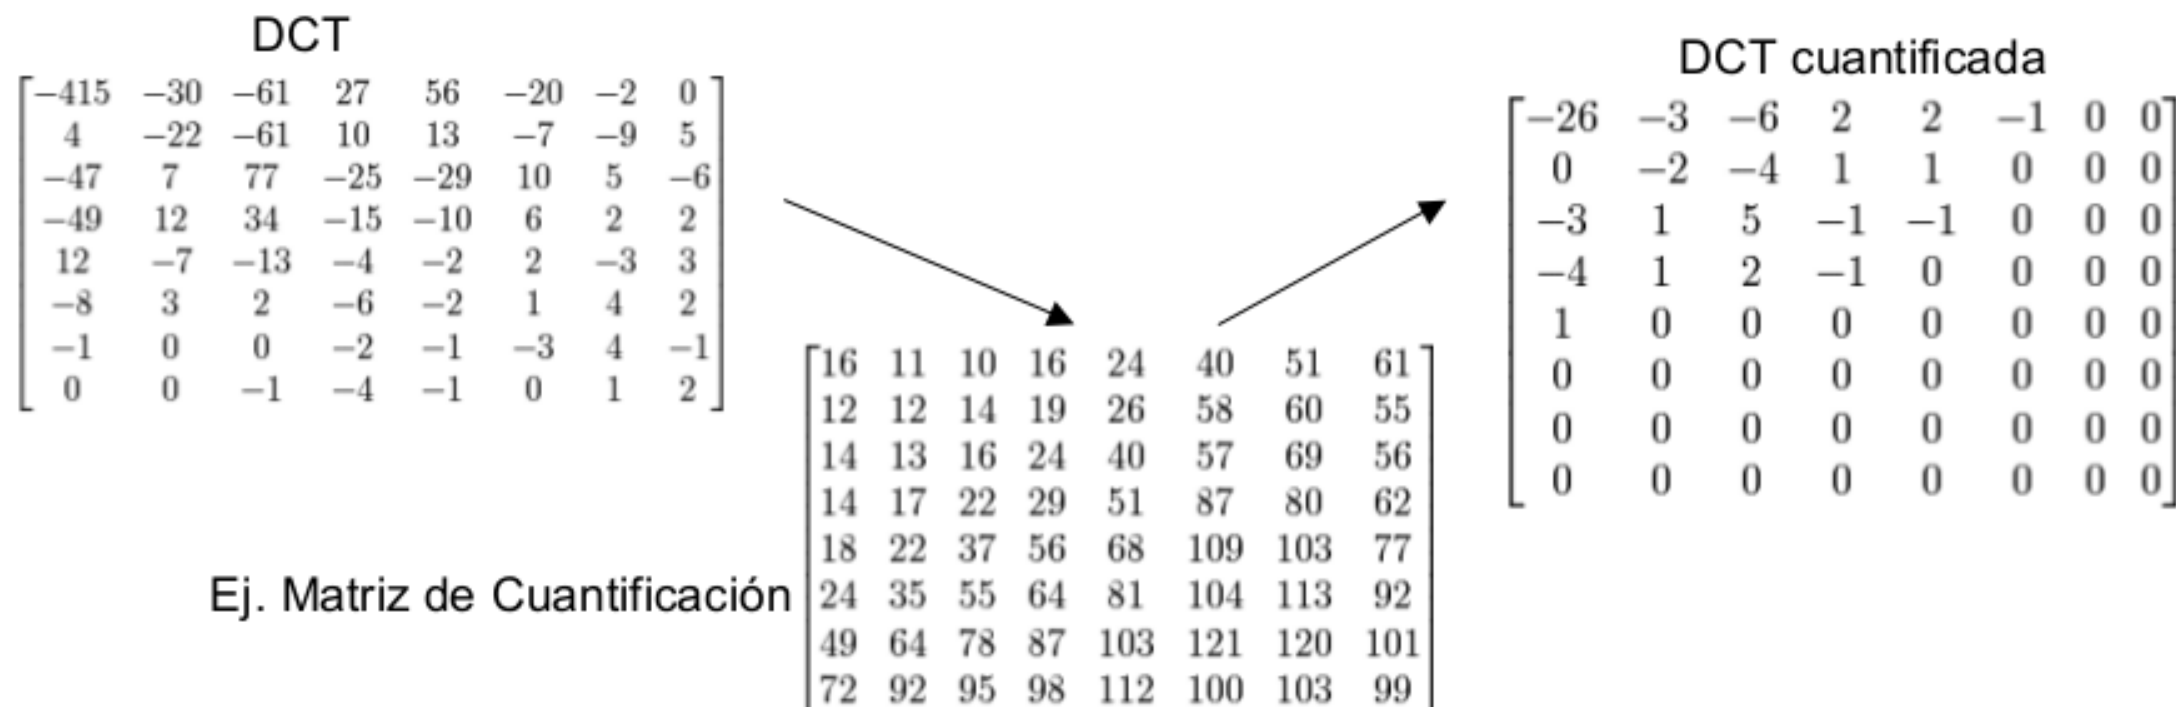 DCT
-415 -30 -61 27 56 -20 -2 0
4 -22 -61 10 13 -7 -9 5
-47 7 77 -25 -29 10 5 -6
-49 12 34 -15 -10 6 2 2
12 -7 -13 -4 -2 2 -3 3
-8 3 2 -6 -2 1 4 2
-1 0 0 -2 -1 -3 4 -1
0 0 -1 -4 -1 0 1 2
Ej. Matriz de Cuantificación
16 11 10 16 24 40 51 61
12 12 14 19 26 58 60 55
14 13 16 24 40 57 69 56
14 17 22 29 51 87 80 62
18 22 37 56 68 109 103 77
24 35 55 64 81 104 113 92
49 64 78 87 103 121 120 101
72 92 95 98 112 100 103 99
DCT cuantificada
-26 -3 -6 2 2 -1 0 0
0 -2 -4 1 1 0 0 0
-3 1 5 -1 -1 0 0 0
-4 1 2 -1 0 0 0 0
1 0 0 0 0 0 0 0
0 0 0 0 0 0 0 0
0 0 0 0 0 0 0 0
0 0 0 0 0 0 0 0